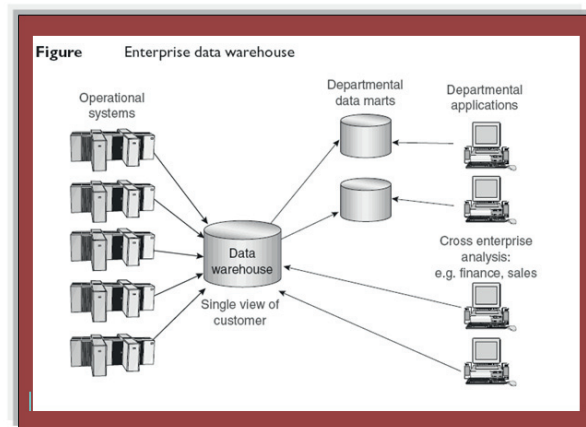 Figure Enterprise data warehouse
Operational
systems
Departmental
data marts
Departmental
applications
Data
warehouse
Single view of
customer
Cross enterprise
analysis:
e.g. finance, sales